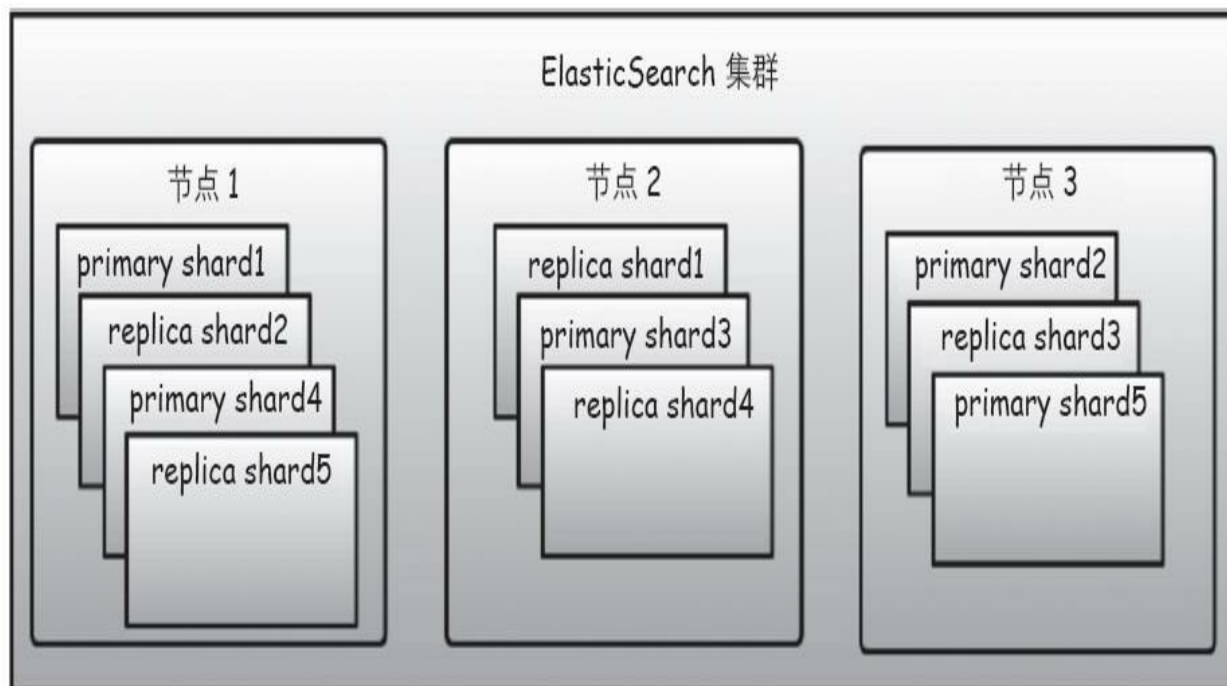 ElasticSearch 集群
节点 1
primary shard1
replica shard2
primary shard4
replica shard5
节点 2
replica shard1
primary shard3
replica shard4
节点 3
primary shard2
replica shard3
primary shard5